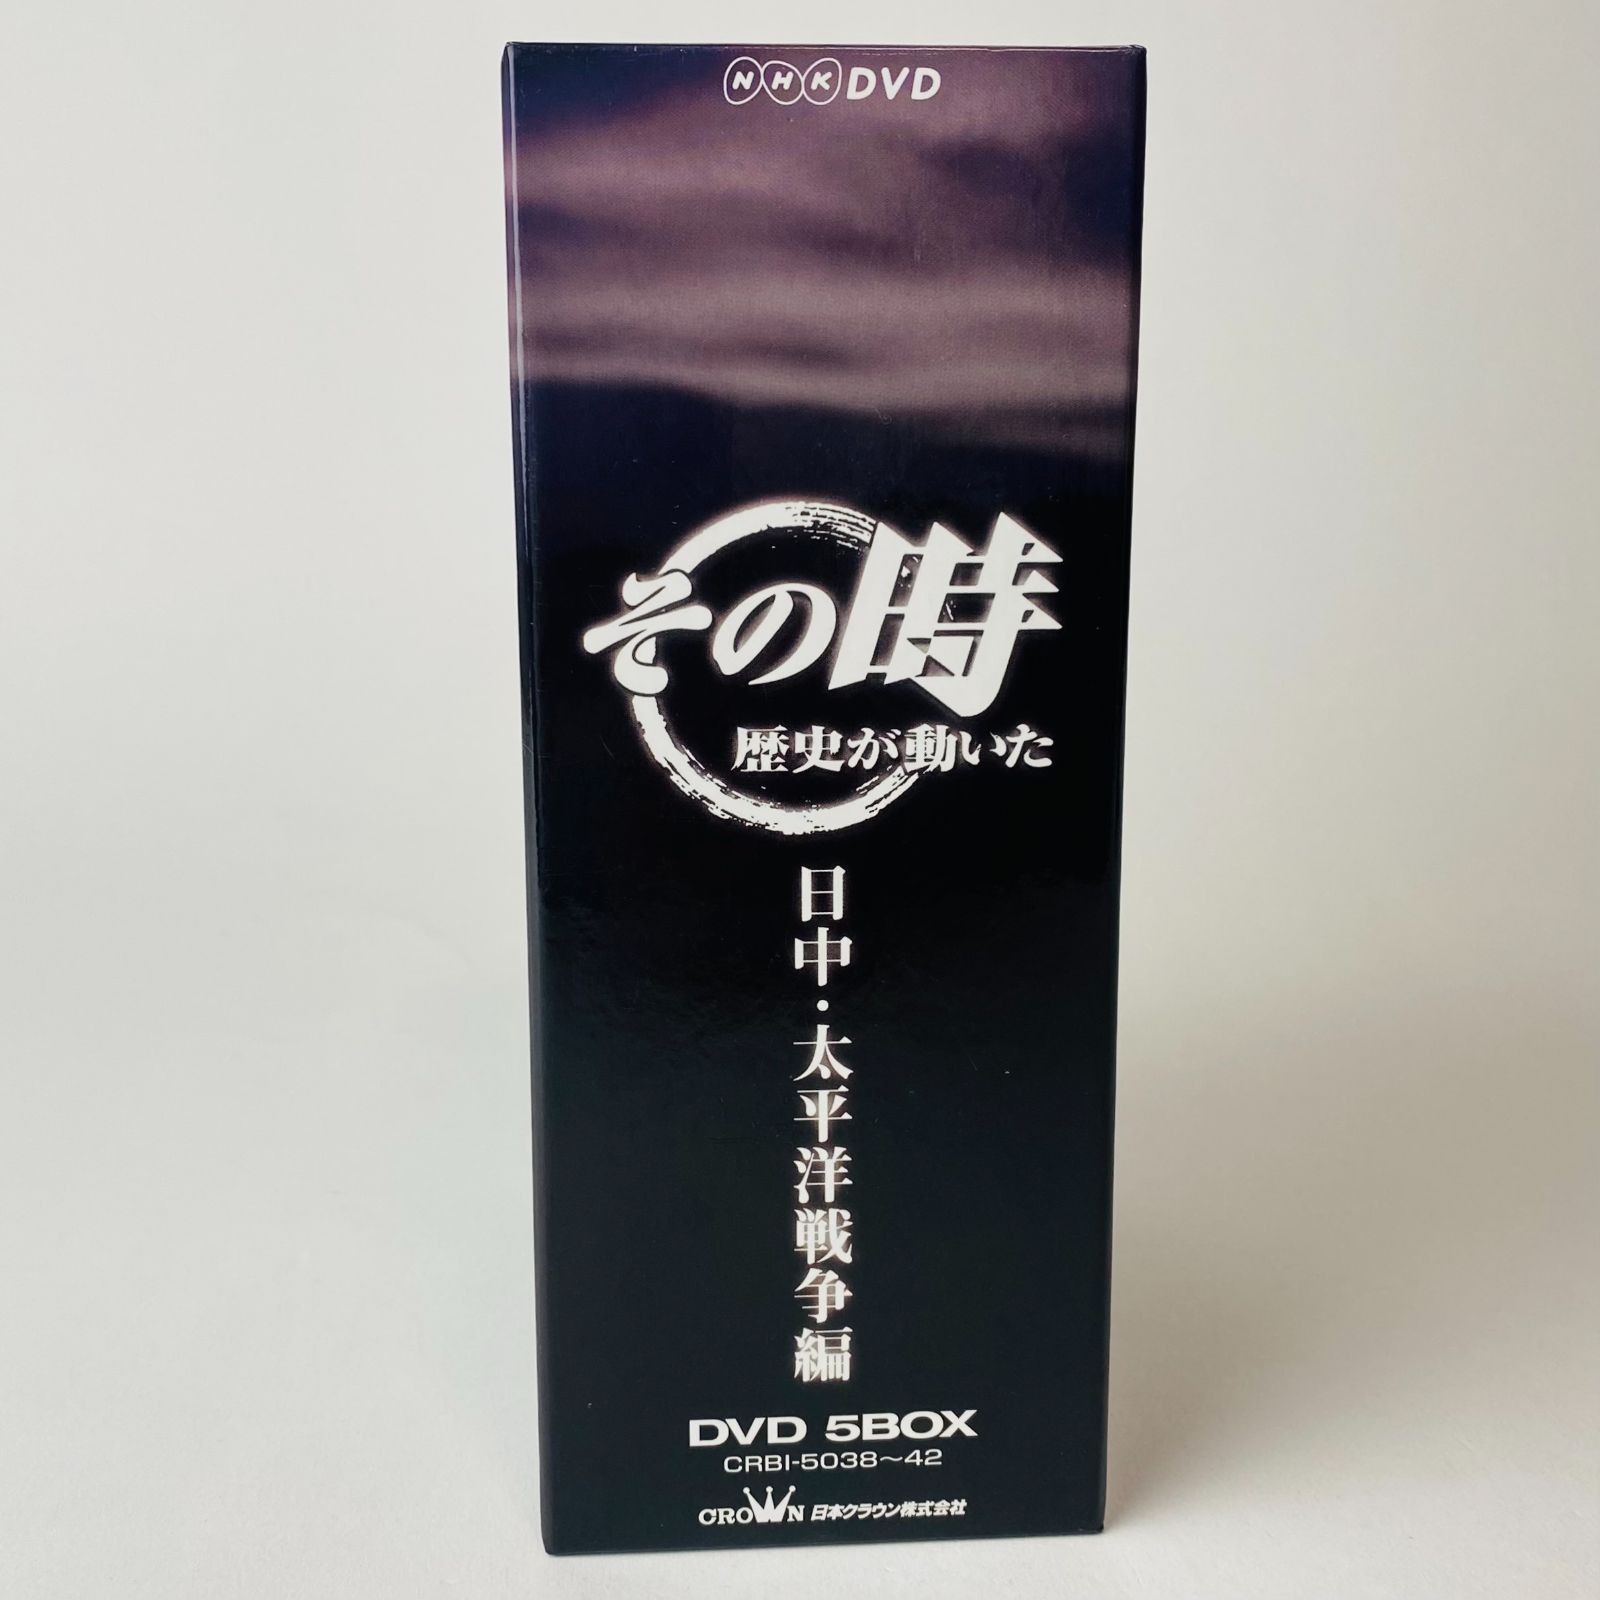 NHK DVD
その時
歴史が動いた
日中・太平洋戦争編
DVD 5BOX
CRBI-5038～42
CROWN 日本クラウン株式会社